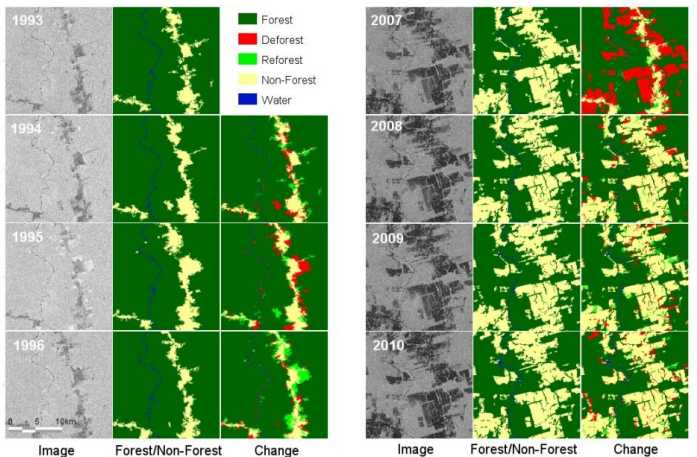 1993
Forest
Deforest
Reforest
Non-Forest
Water
1994
1995
1996
0 5 10km
Image Forest/Non-Forest Change
2007
2008
2009
2010
Image Forest/Non-Forest Change